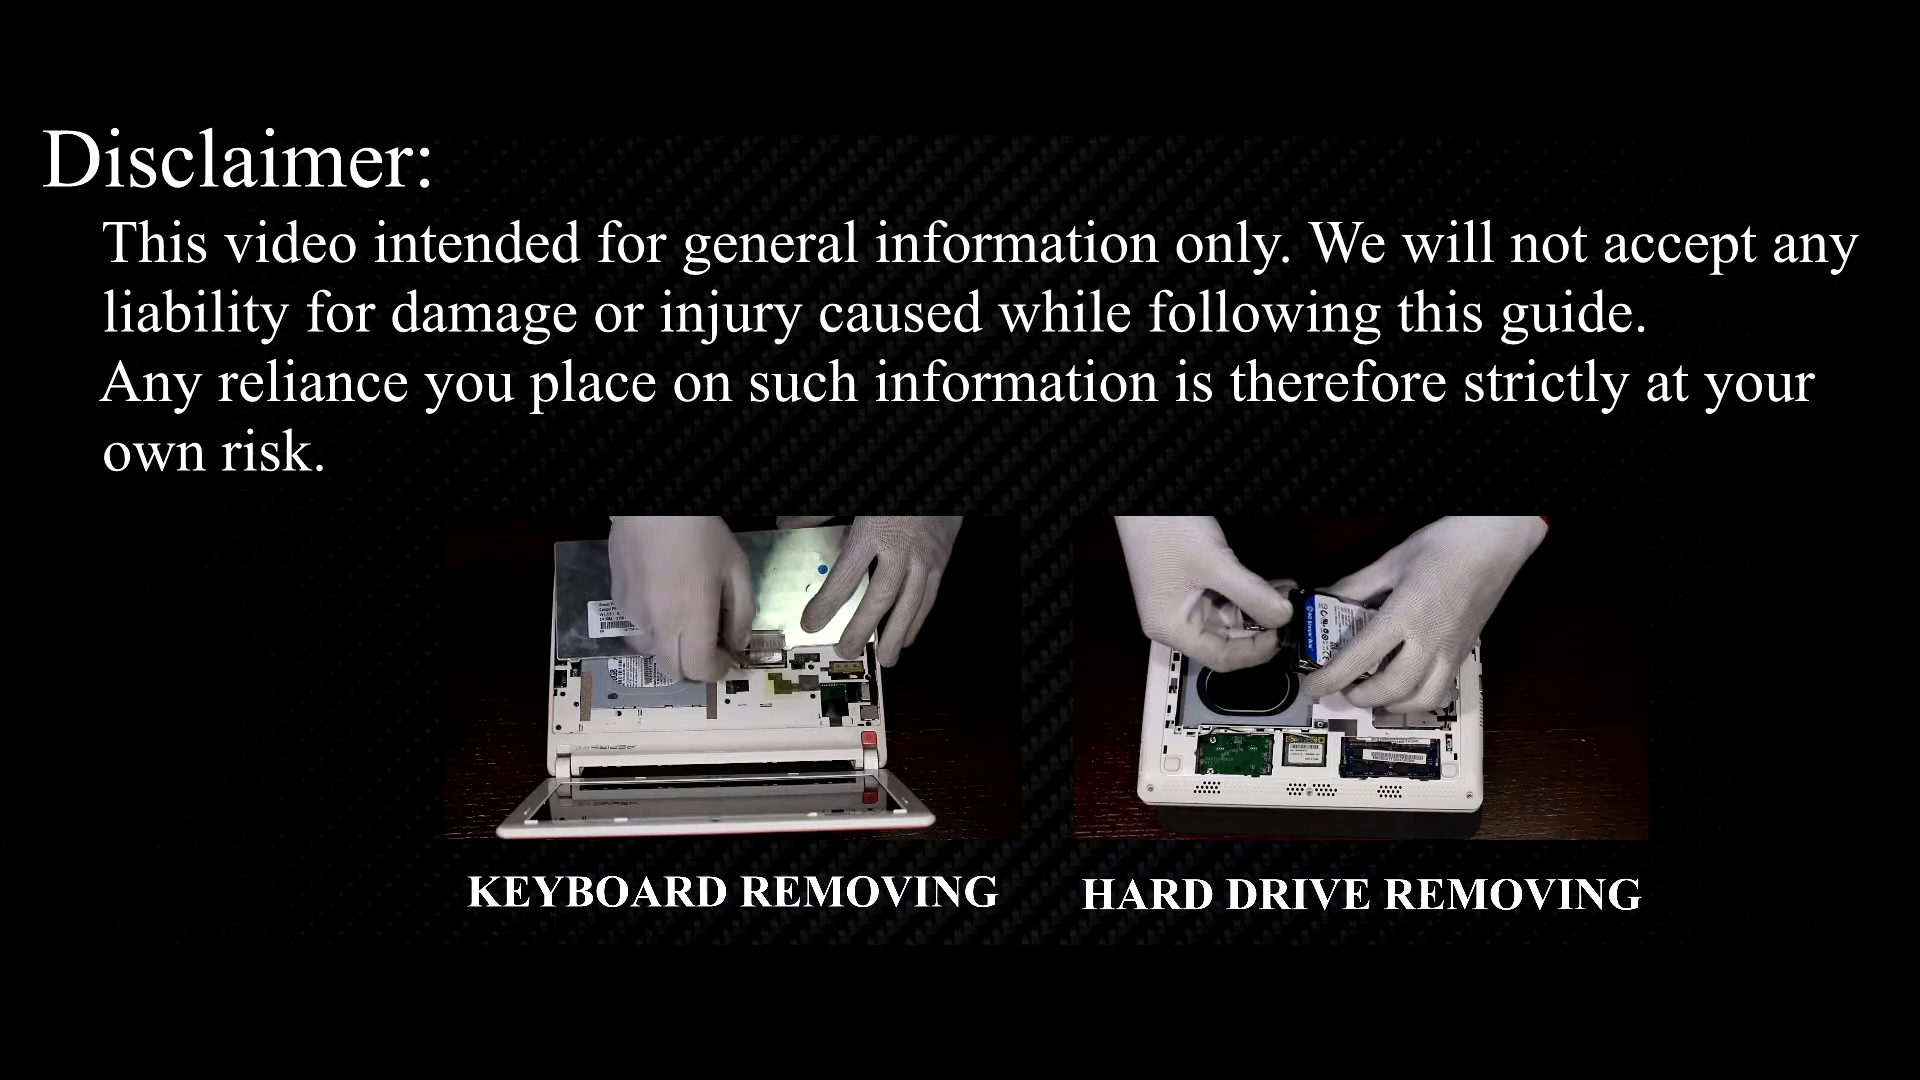 Disclaimer:
This video intended for general information only. We will not accept any
liability for damage or injury caused while following this guide.
Any reliance you place on such information is therefore strictly at your
own risk.
KEYBOARD REMOVING
HARD DRIVE REMOVING